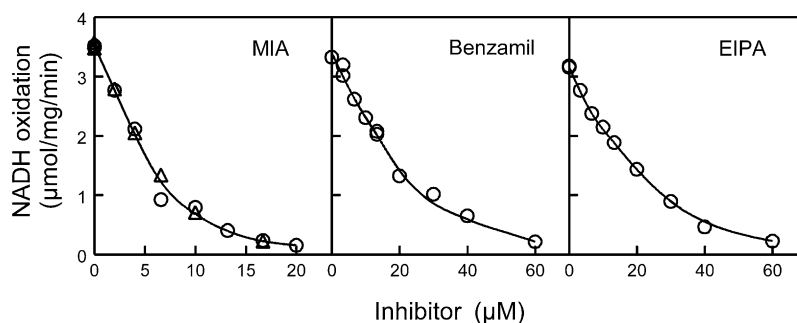 MIA
Benzamil
EIPA
NADH oxidation
(µmol/mg/min)
4
3
2
1
0
0 5 10 15 20
0 20 40 60
0 20 40 60
Inhibitor (µM)